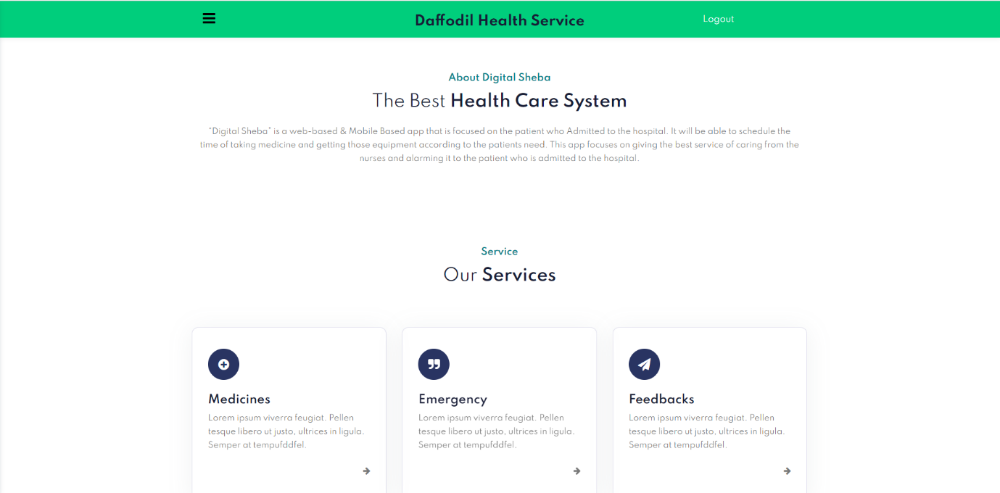 Daffodil Health Service
Logout
About Digital Sheba
The Best Health Care System
"Digital Sheba" is a web-based & Mobile Based app that is focused on the patient who Admitted to the hospital. It will be able to schedule the
time of taking medicine and getting those equipment according to the patients need. This app focuses on giving the best service of caring from the
nurses and alarming it to the patient who is admitted to the hospital.
Service
Our Services
Medicines
Lorem ipsum viverra feugiat. Pellen
tesque libero ut justo, ultrices in ligula.
Semper at tempufddfel.
Emergency
Lorem ipsum viverra feugiat. Pellen
tesque libero ut justo, ultrices in ligula.
Semper at tempufddfel.
Feedbacks
Lorem ipsum viverra feugiat. Pellen
tesque libero ut justo, ultrices in ligula.
Semper at tempufddfel.